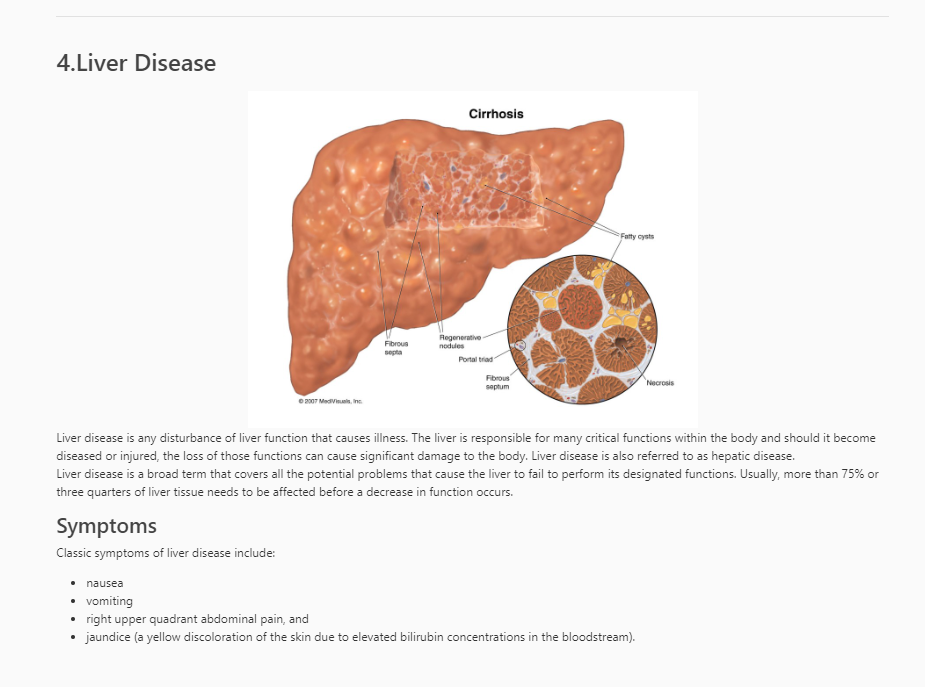 4.Liver Disease
Cirrhosis
Fatty cysts
Fibrous
septa
Regenerative
nodules
Portal triad
Fibrous
septum
Necrosis
© 2007 MediVisuals, Inc.
Liver disease is any disturbance of liver function that causes illness. The liver is responsible for many critical functions within the body and should it become
diseased or injured, the loss of those functions can cause significant damage to the body. Liver disease is also referred to as hepatic disease.
Liver disease is a broad term that covers all the potential problems that cause the liver to fail to perform its designated functions. Usually, more than 75% or
three quarters of liver tissue needs to be affected before a decrease in function occurs.
Symptoms
Classic symptoms of liver disease include:
• nausea
• vomiting
• right upper quadrant abdominal pain, and
• jaundice (a yellow discoloration of the skin due to elevated bilirubin concentrations in the bloodstream).